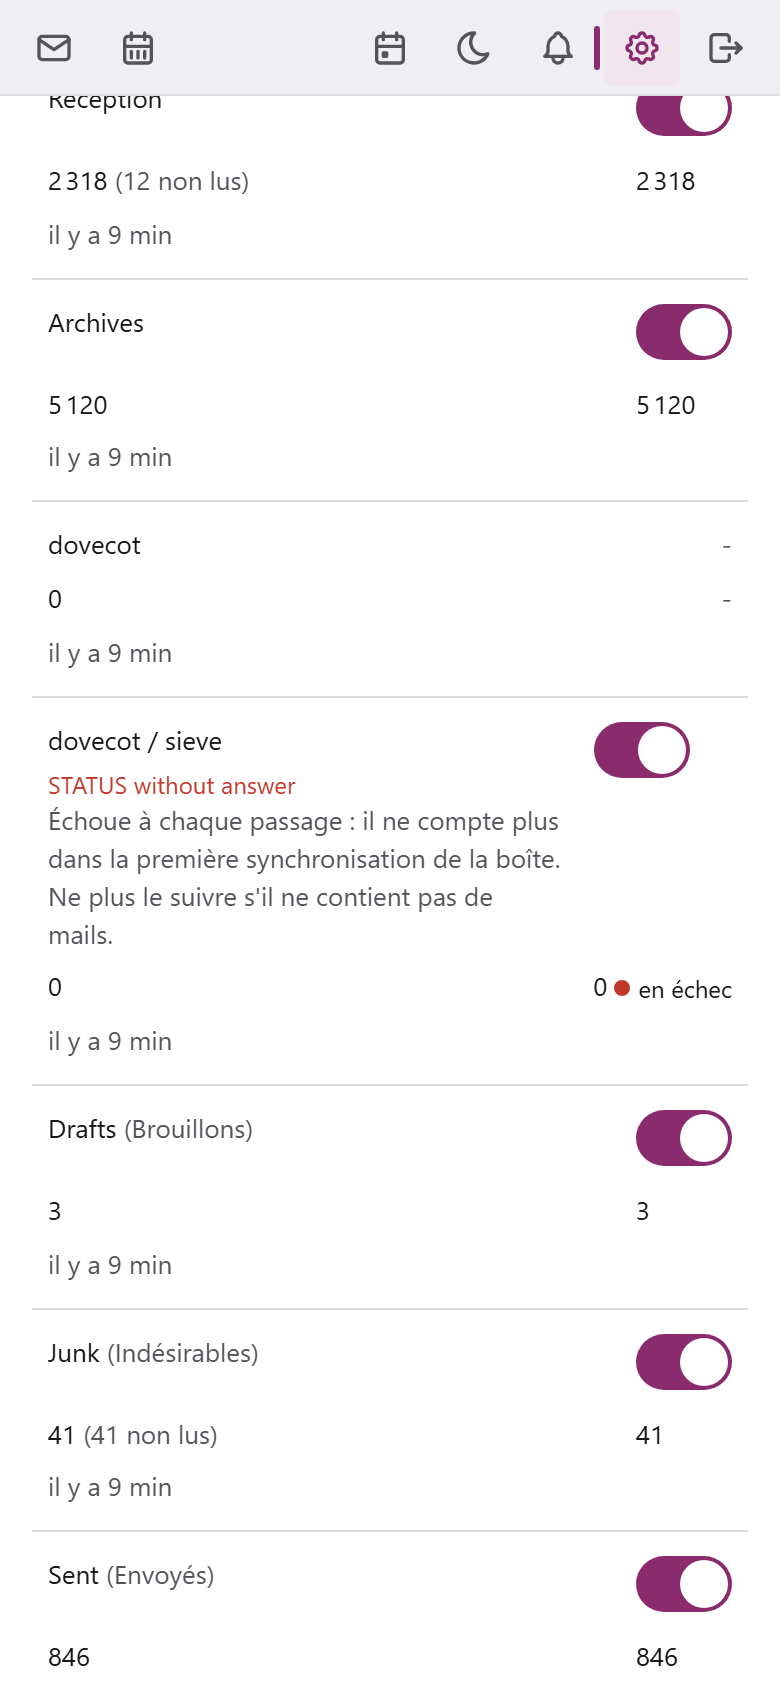 Réception
2 318 (12 non lus) 2 318
il y a 9 min
Archives
5 120 5 120
il y a 9 min
dovecot -
0 -
il y a 9 min
dovecot / sieve
STATUS without answer
Échoue à chaque passage : il ne compte plus
dans la première synchronisation de la boîte.
Ne plus le suivre s'il ne contient pas de
mails.
0 0 en échec
il y a 9 min
Drafts (Brouillons)
3 3
il y a 9 min
Junk (Indésirables)
41 (41 non lus) 41
il y a 9 min
Sent (Envoyés)
846 846